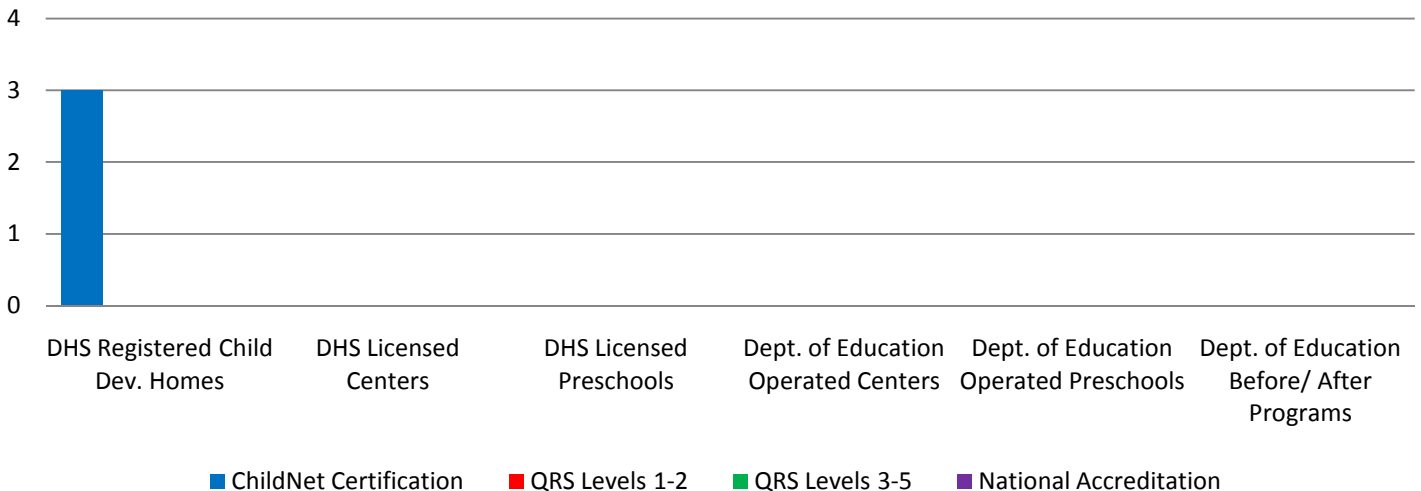 4
3
2
1
0
DHS Registered Child
Dev. Homes
DHS Licensed
Centers
DHS Licensed
Preschools
Dept. of Education
Operated Centers
Dept. of Education
Operated Preschools
Dept. of Education
Before/ After
Programs
ChildNet Certification
QRS Levels 1-2
QRS Levels 3-5
National Accreditation